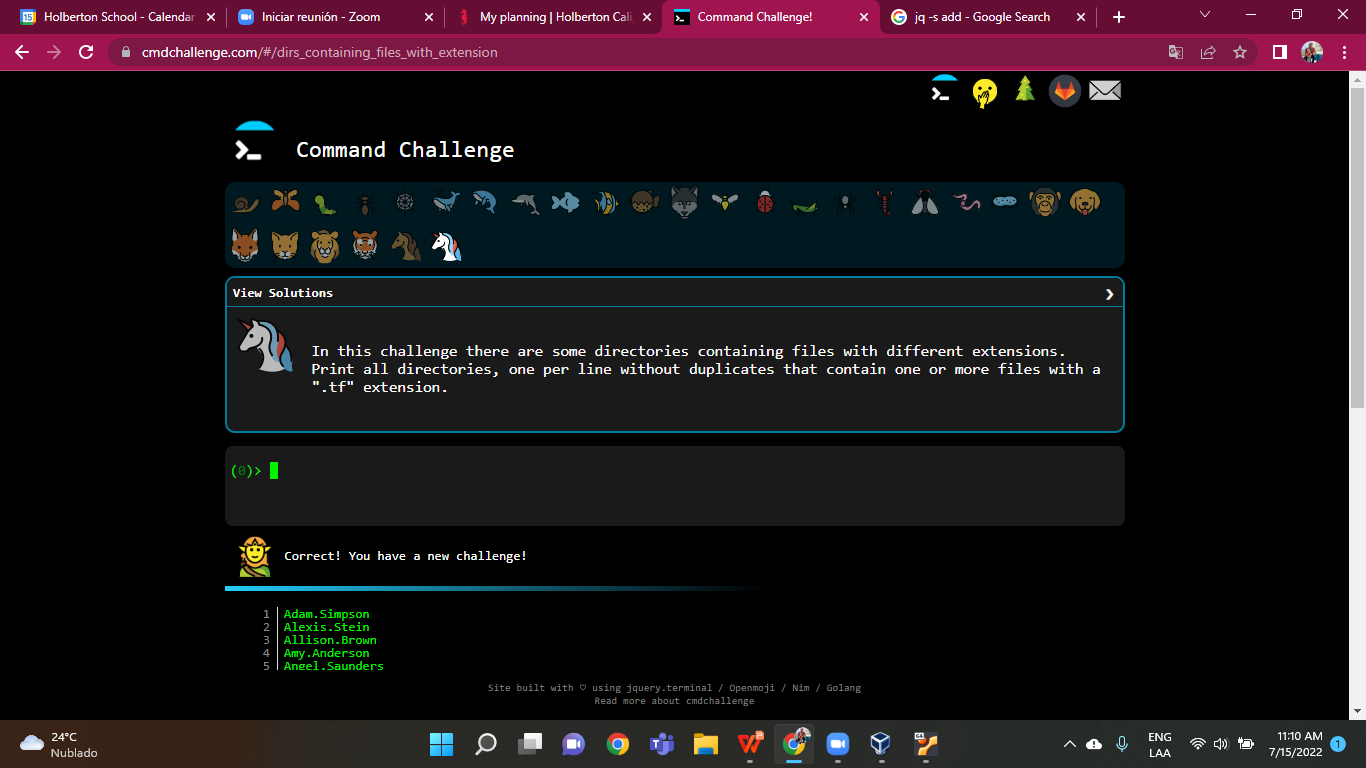 Holberton School - Calendar
Iniciar reunión - Zoom
My planning | Holberton Cali
Command Challenge!
jq -s add - Google Search
cmdchallenge.com/#/dirs_containing_files_with_extension
Command Challenge
View Solutions
In this challenge there are some directories containing files with different extensions.
Print all directories, one per line without duplicates that contain one or more files with a
".tf" extension.
(0)>
Correct! You have a new challenge!
1 Adam.Simpson
2 Alexis.Stein
3 Allison.Brown
4 Amy.Anderson
5 Angel.Saunders
Site built with ♡ using jquery.terminal / Openmoji / Nim / Golang
Read more about cmdchallenge
24°C
Nublado
ENG
LAA
11:10 AM
7/15/2022
1